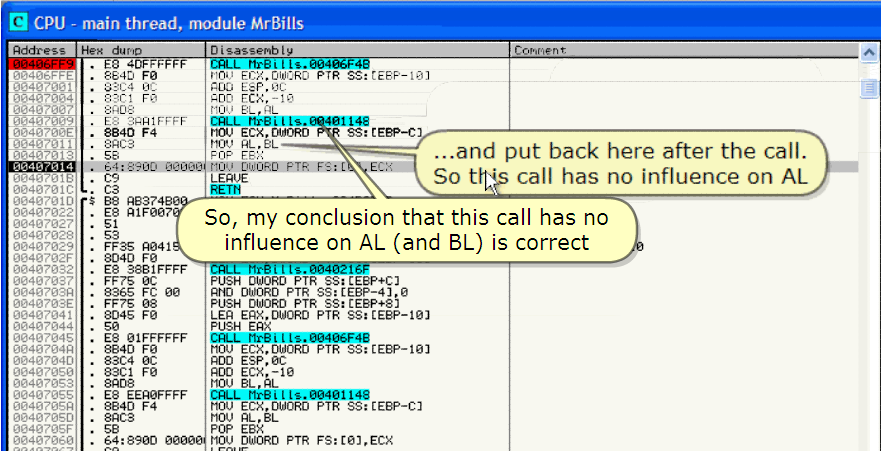 C CPU - main thread, module MrBills
Address Hex dump Disassembly Comment
00406FF9 . E8 4DFFFFFF CALL MrBills.00406F4B
00406FFE . 8B4D F0 MOV ECX,DWORD PTR SS:[EBP-10]
00407001 . 83C4 0C ADD ESP,0C
00407004 . 83C1 F0 ADD ECX,-10
00407007 . 8AD8 MOV BL,AL
00407009 . E8 3AA1FFFF CALL MrBills.00401148
0040700E . 8B4D F4 MOV ECX,DWORD PTR SS:[EBP-C]
00407011 . 8AC3 MOV AL,BL
00407013 . 5B POP EBX
00407014 . 64:890D 000000 MOV DWORD PTR FS:[0],ECX
0040701B . C9 LEAVE
0040701C . C3 RETN
...and put back here after the call.
So this call has no influence on AL
0040701D $ B8 AB374B00
00407022 . E8 A1F00700
00407027 . 51
00407028 . 53
00407029 . FF35 A0415
0040702F . 8D4D F0
So, my conclusion that this call has no
influence on AL (and BL) is correct
00407032 . E8 38B1FFFF CALL MrBills.0040216F
00407037 . FF75 0C PUSH DWORD PTR SS:[EBP+C]
0040703A . 8365 FC 00 AND DWORD PTR SS:[EBP-4],0
0040703E . FF75 08 PUSH DWORD PTR SS:[EBP+8]
00407041 . 8D45 F0 LEA EAX,DWORD PTR SS:[EBP-10]
00407044 . 50 PUSH EAX
00407045 . E8 01FFFFFF CALL MrBills.00406F4B
0040704A . 8B4D F0 MOV ECX,DWORD PTR SS:[EBP-10]
0040704D . 83C4 0C ADD ESP,0C
00407050 . 83C1 F0 ADD ECX,-10
00407053 . 8AD8 MOV BL,AL
00407055 . E8 EEA0FFFF CALL MrBills.00401148
0040705A . 8B4D F4 MOV ECX,DWORD PTR SS:[EBP-C]
0040705D . 8AC3 MOV AL,BL
0040705F . 5B POP EBX
00407060 . 64:890D 000000 MOV DWORD PTR FS:[0],ECX